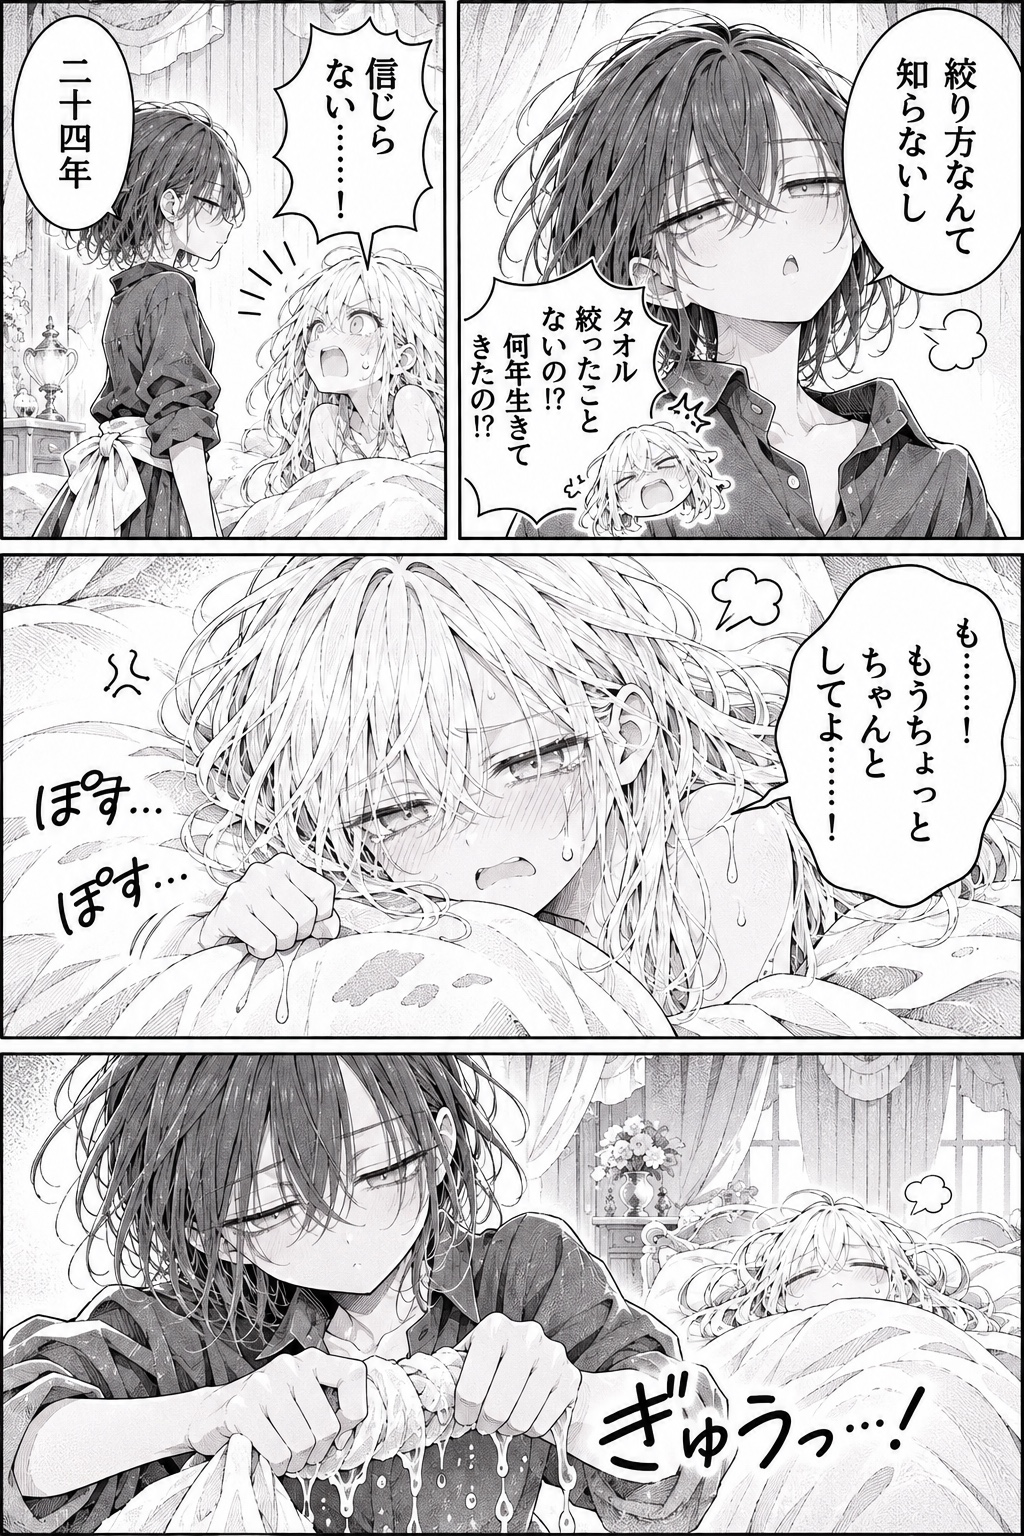 絞り方なんて
知らないし
タオル
絞ったこと
ないの!?
何年生きて
きたの!?
信じら
ない……！
二十四年
も……！
もうちょっと
ちゃんと
してよ……！
ぽす…
ぽす…
ぎゅうっ…！